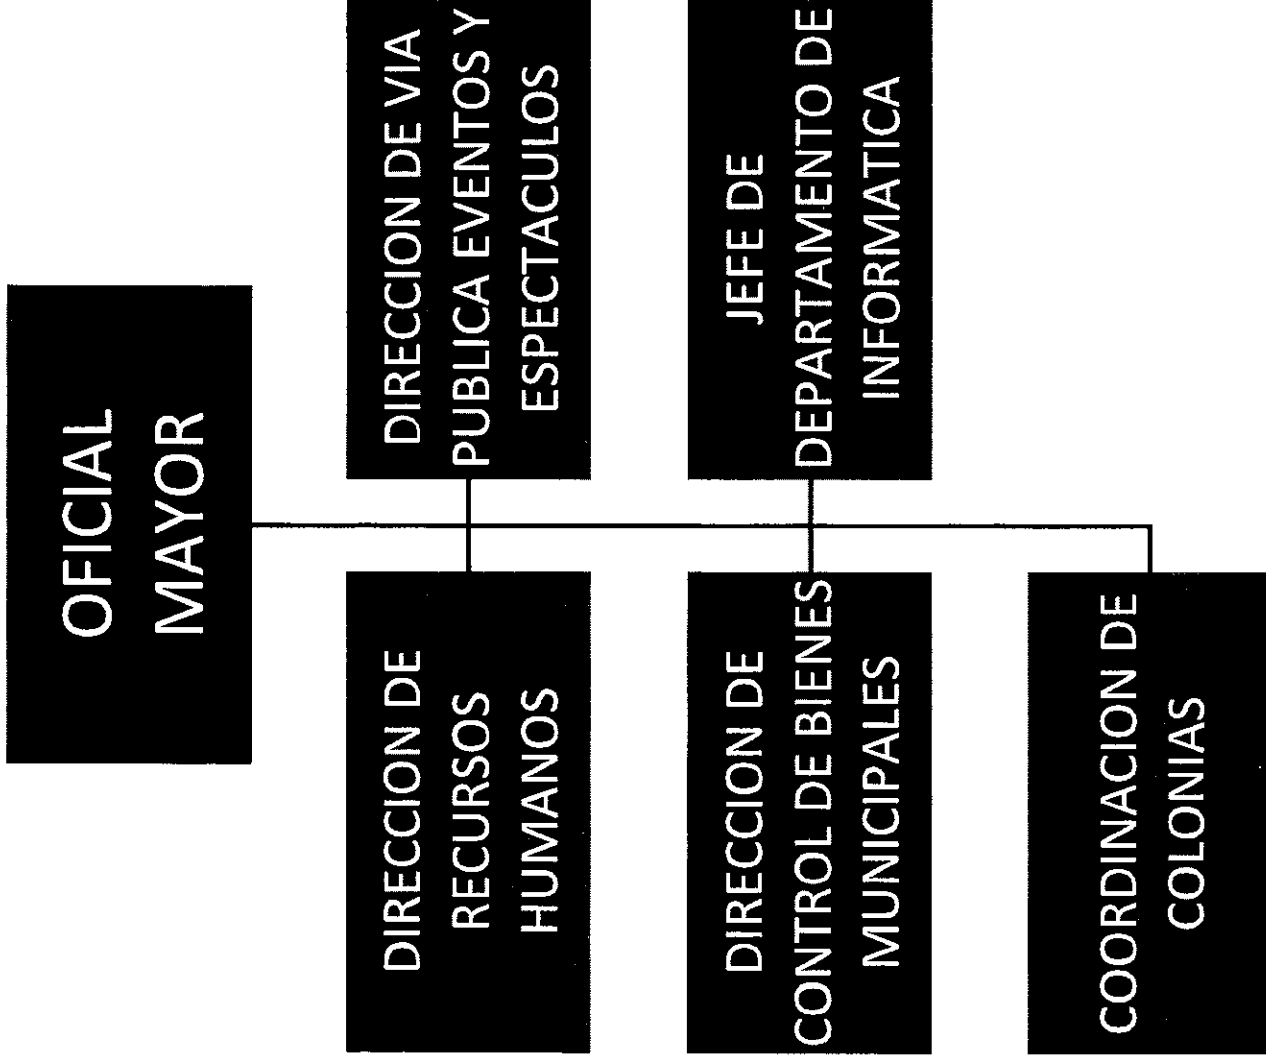 OFICIAL
MAYOR
DIRECCION DE
RECURSOS
HUMANOS
DIRECCION DE VIA
PUBLICA EVENTOS Y
ESPECTACULOS
DIRECCION DE
CONTROL DE BIENES
MUNICIPALES
JEFE DE
DEPARTAMENTO DE
INFORMATICA
COORDINACION DE
COLONIAS